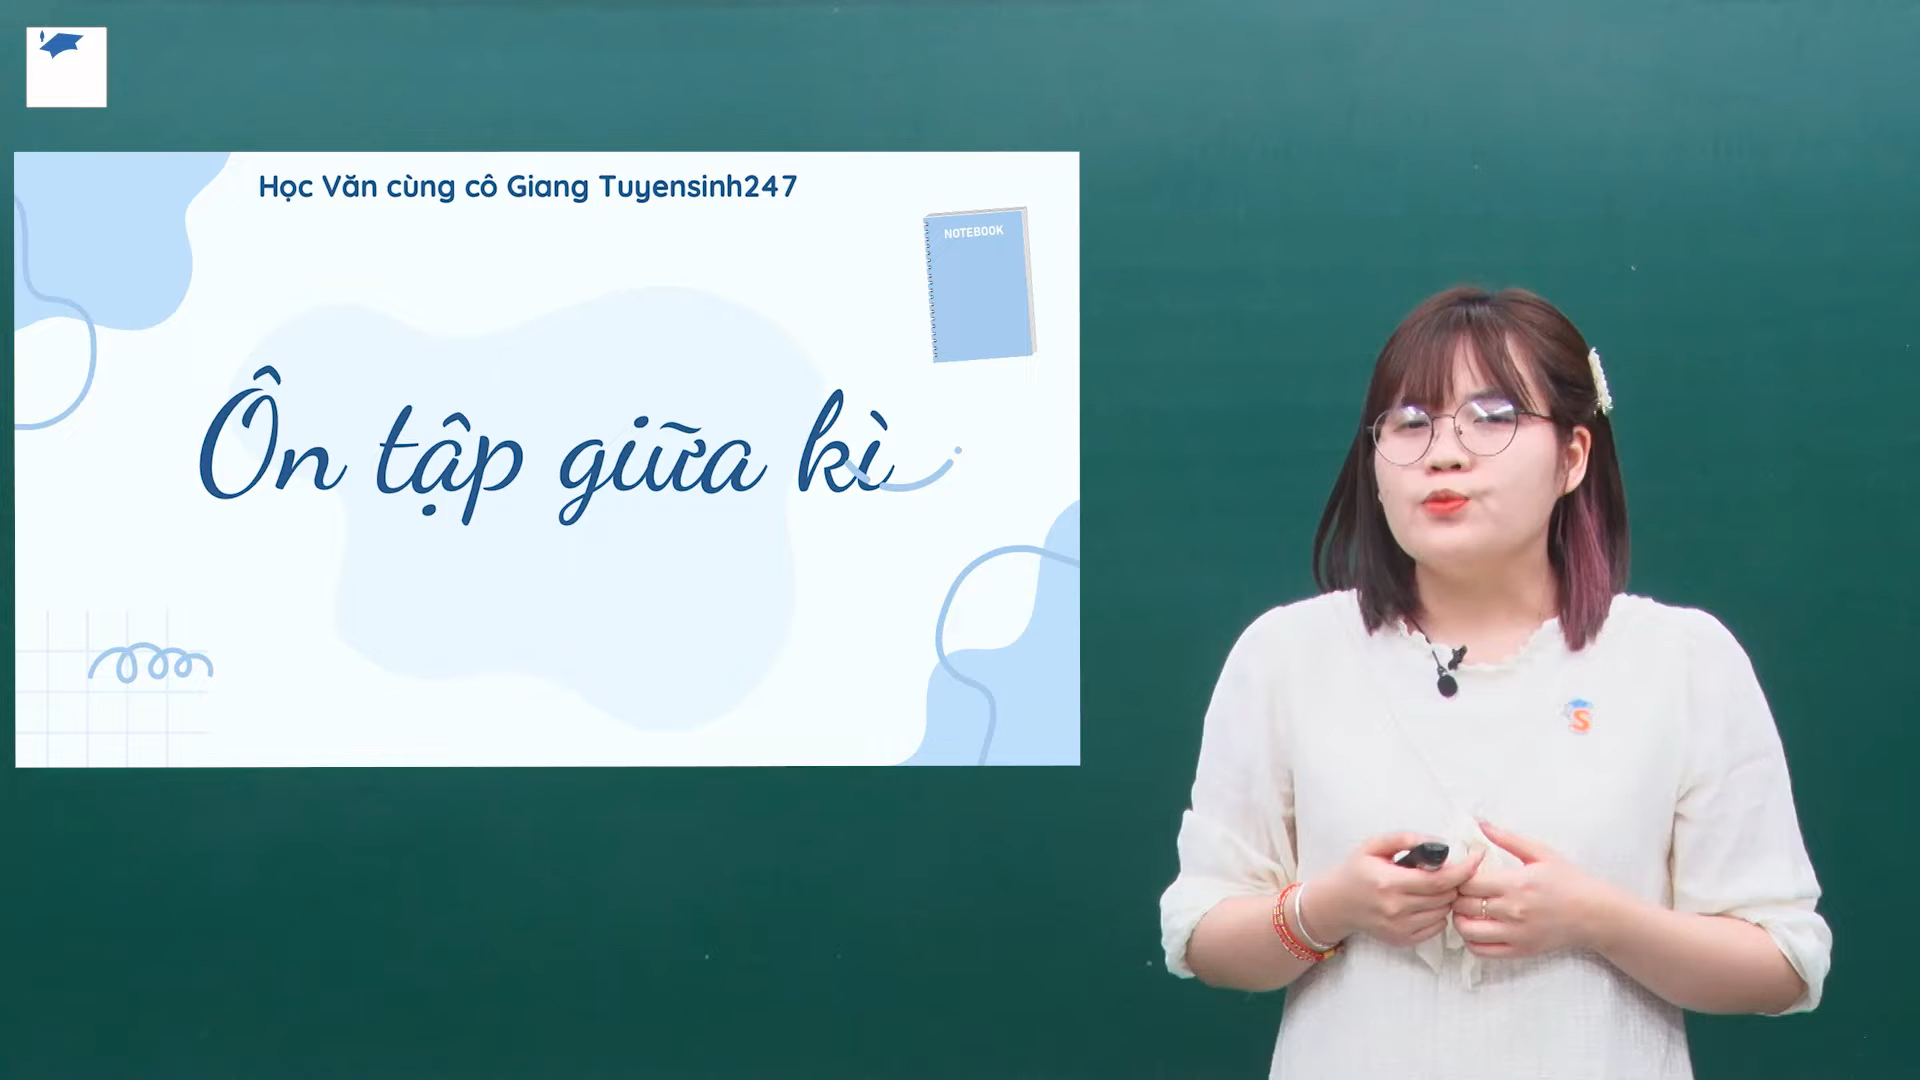 Học Văn cùng cô Giang Tuyensinh247
NOTEBOOK
Ôn tập giữa kì
S